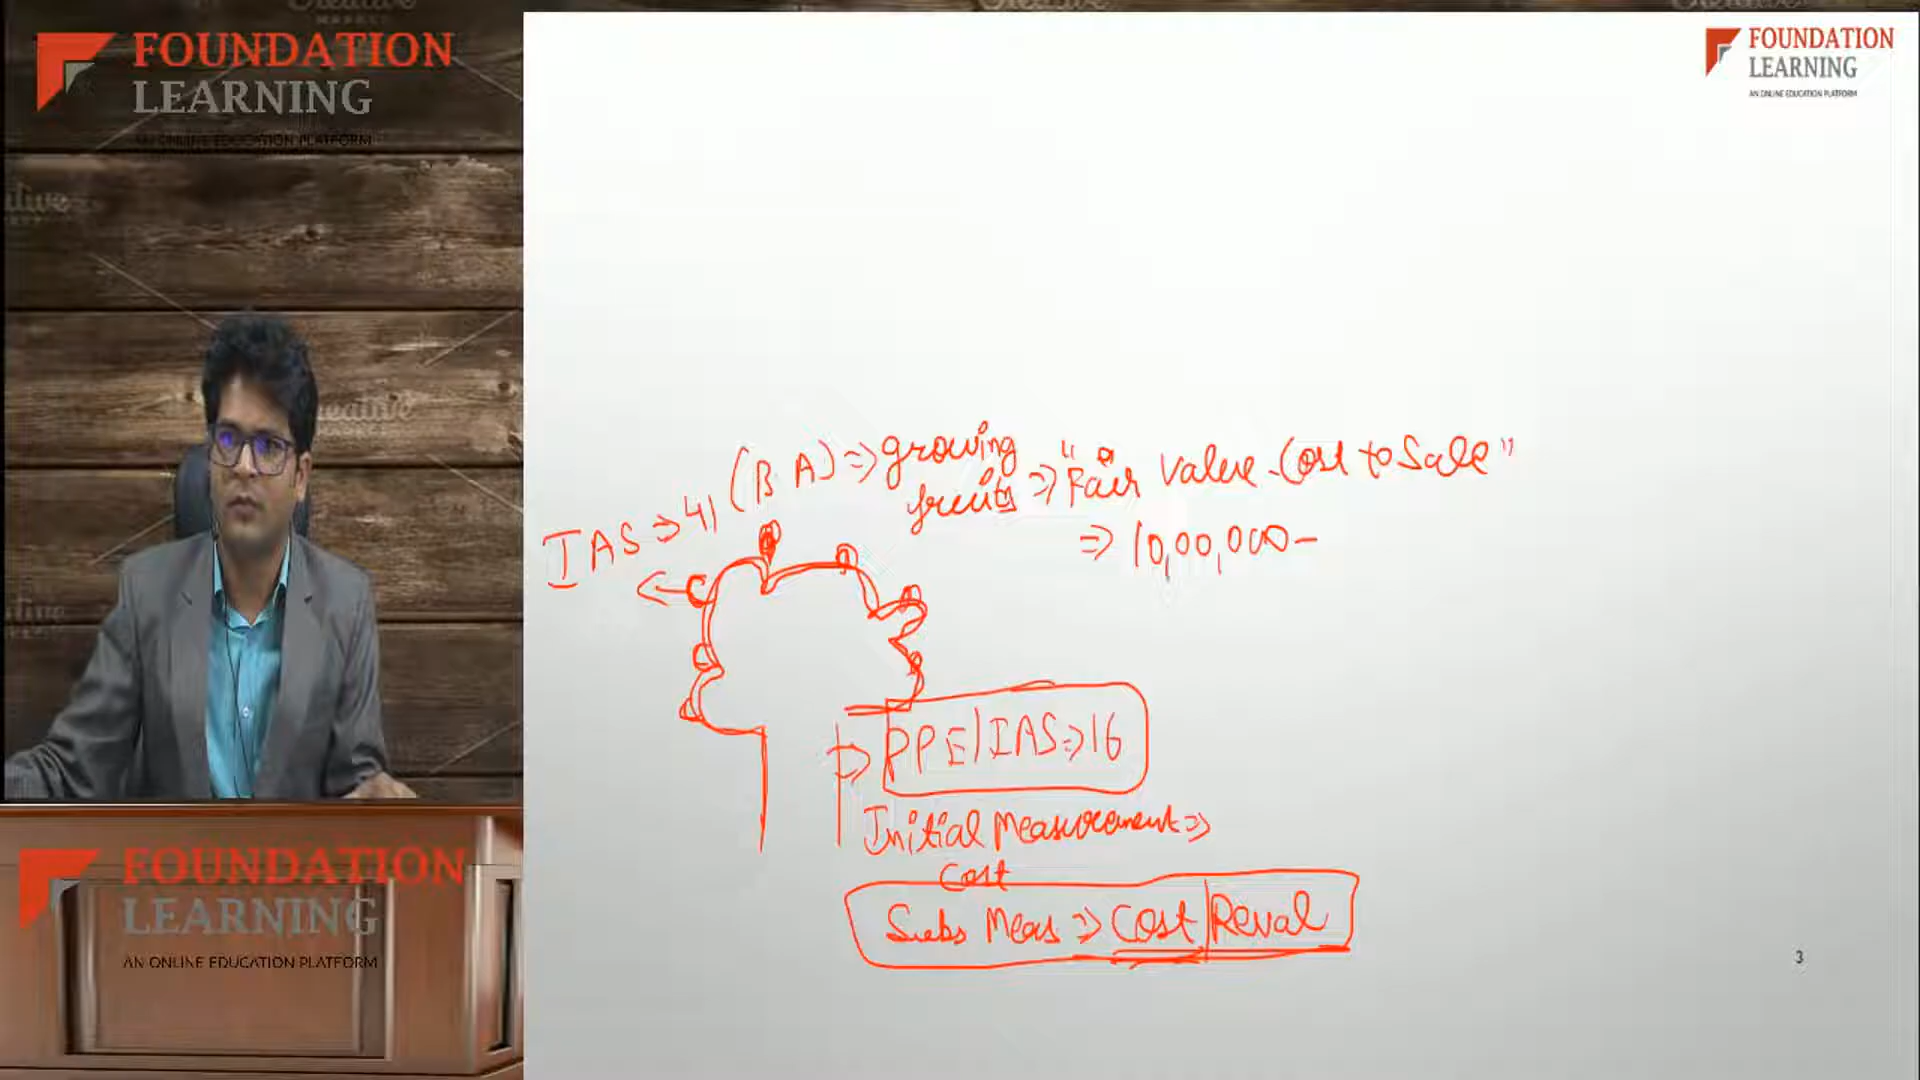 FOUNDATION
LEARNING
AN ONLINE EDUCATION PLATFORM
FOUNDATION
LEARNING
AN ONLINE EDUCATION PLATFORM
IAS ⇒ 41 (BA) ⇒ growing fruits ⇒ "Fair Value - Cost to Sale"
⇒ 10,00,000-
PPE/IAS ⇒ 16
Initial Measurement ⇒
Cost
Subs Meas ⇒ Cost/Reval
FOUNDATION
LEARNING
AN ONLINE EDUCATION PLATFORM
3